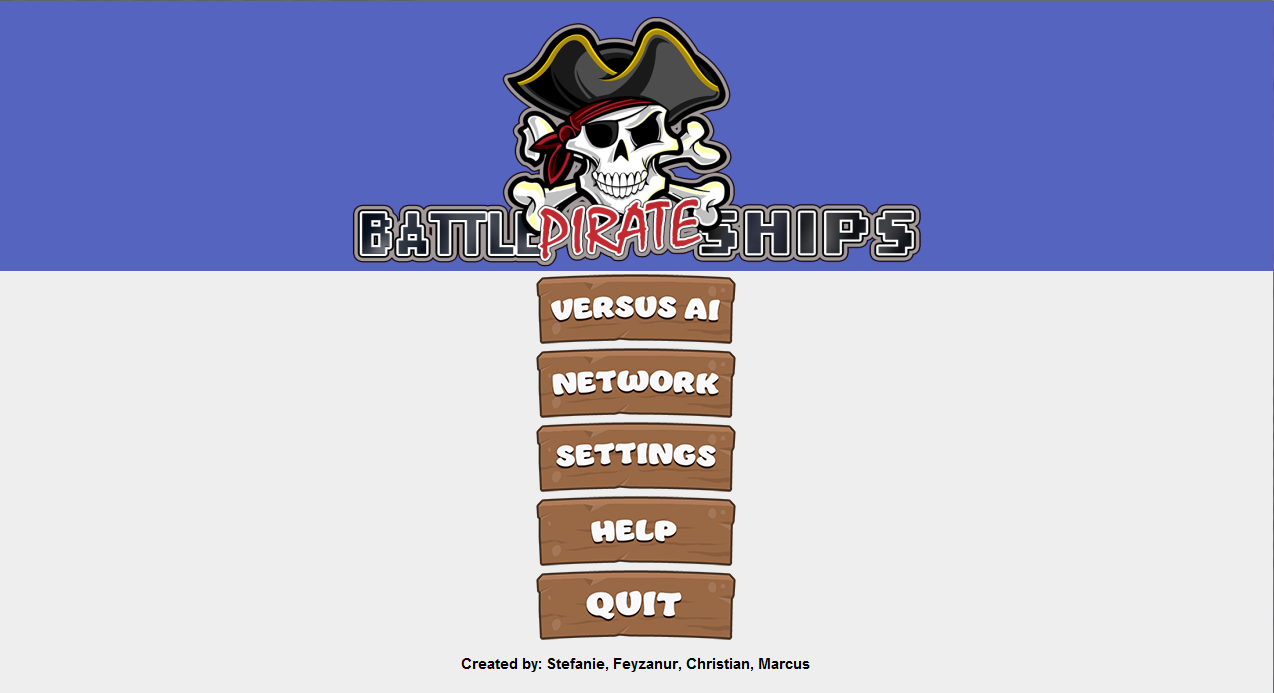 BATTLE PIRATE SHIPS
VERSUS AI
NETWORK
SETTINGS
HELP
QUIT
Created by: Stefanie, Feyzanur, Christian, Marcus